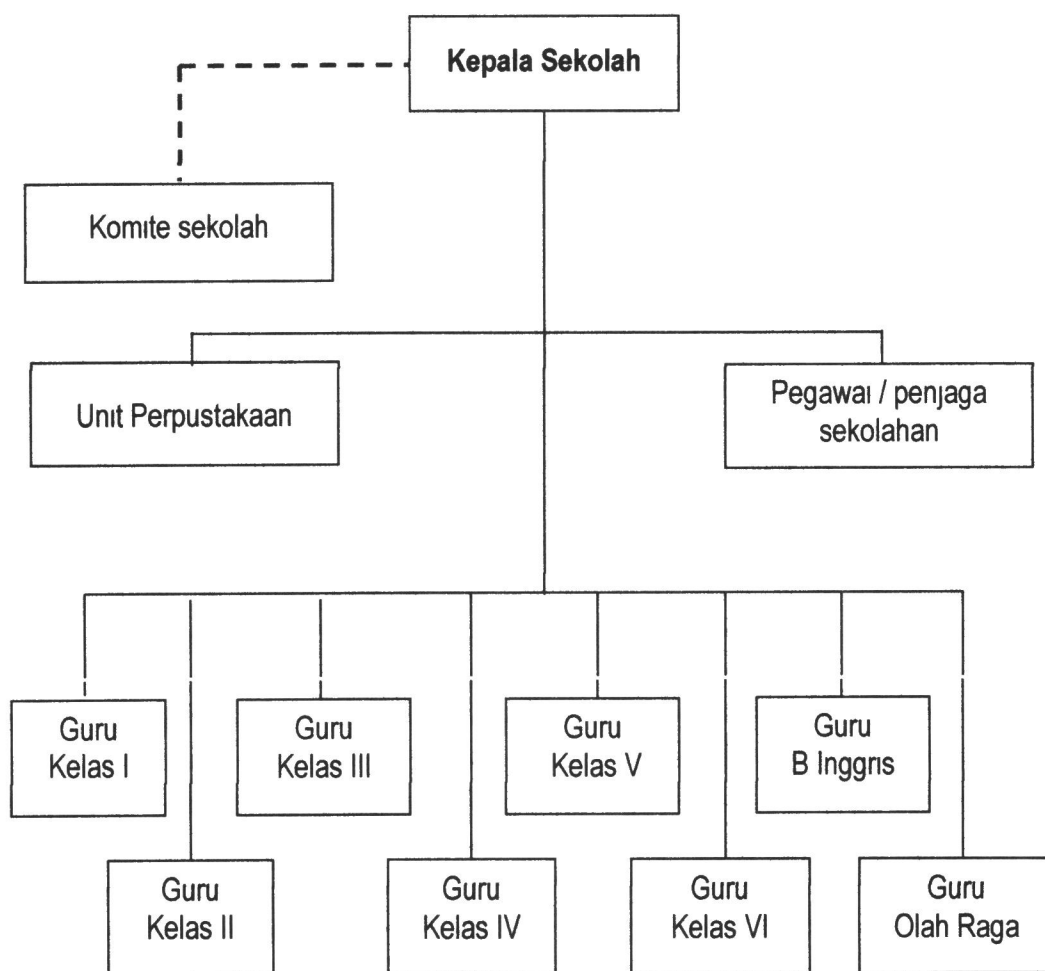 Kepala Sekolah
Komite sekolah
Unit Perpustakaan
Pegawai / penjaga
sekolahan
Guru
Kelas I
Guru
Kelas III
Guru
Kelas V
Guru
B Inggris
Guru
Kelas II
Guru
Kelas IV
Guru
Kelas VI
Guru
Olah Raga